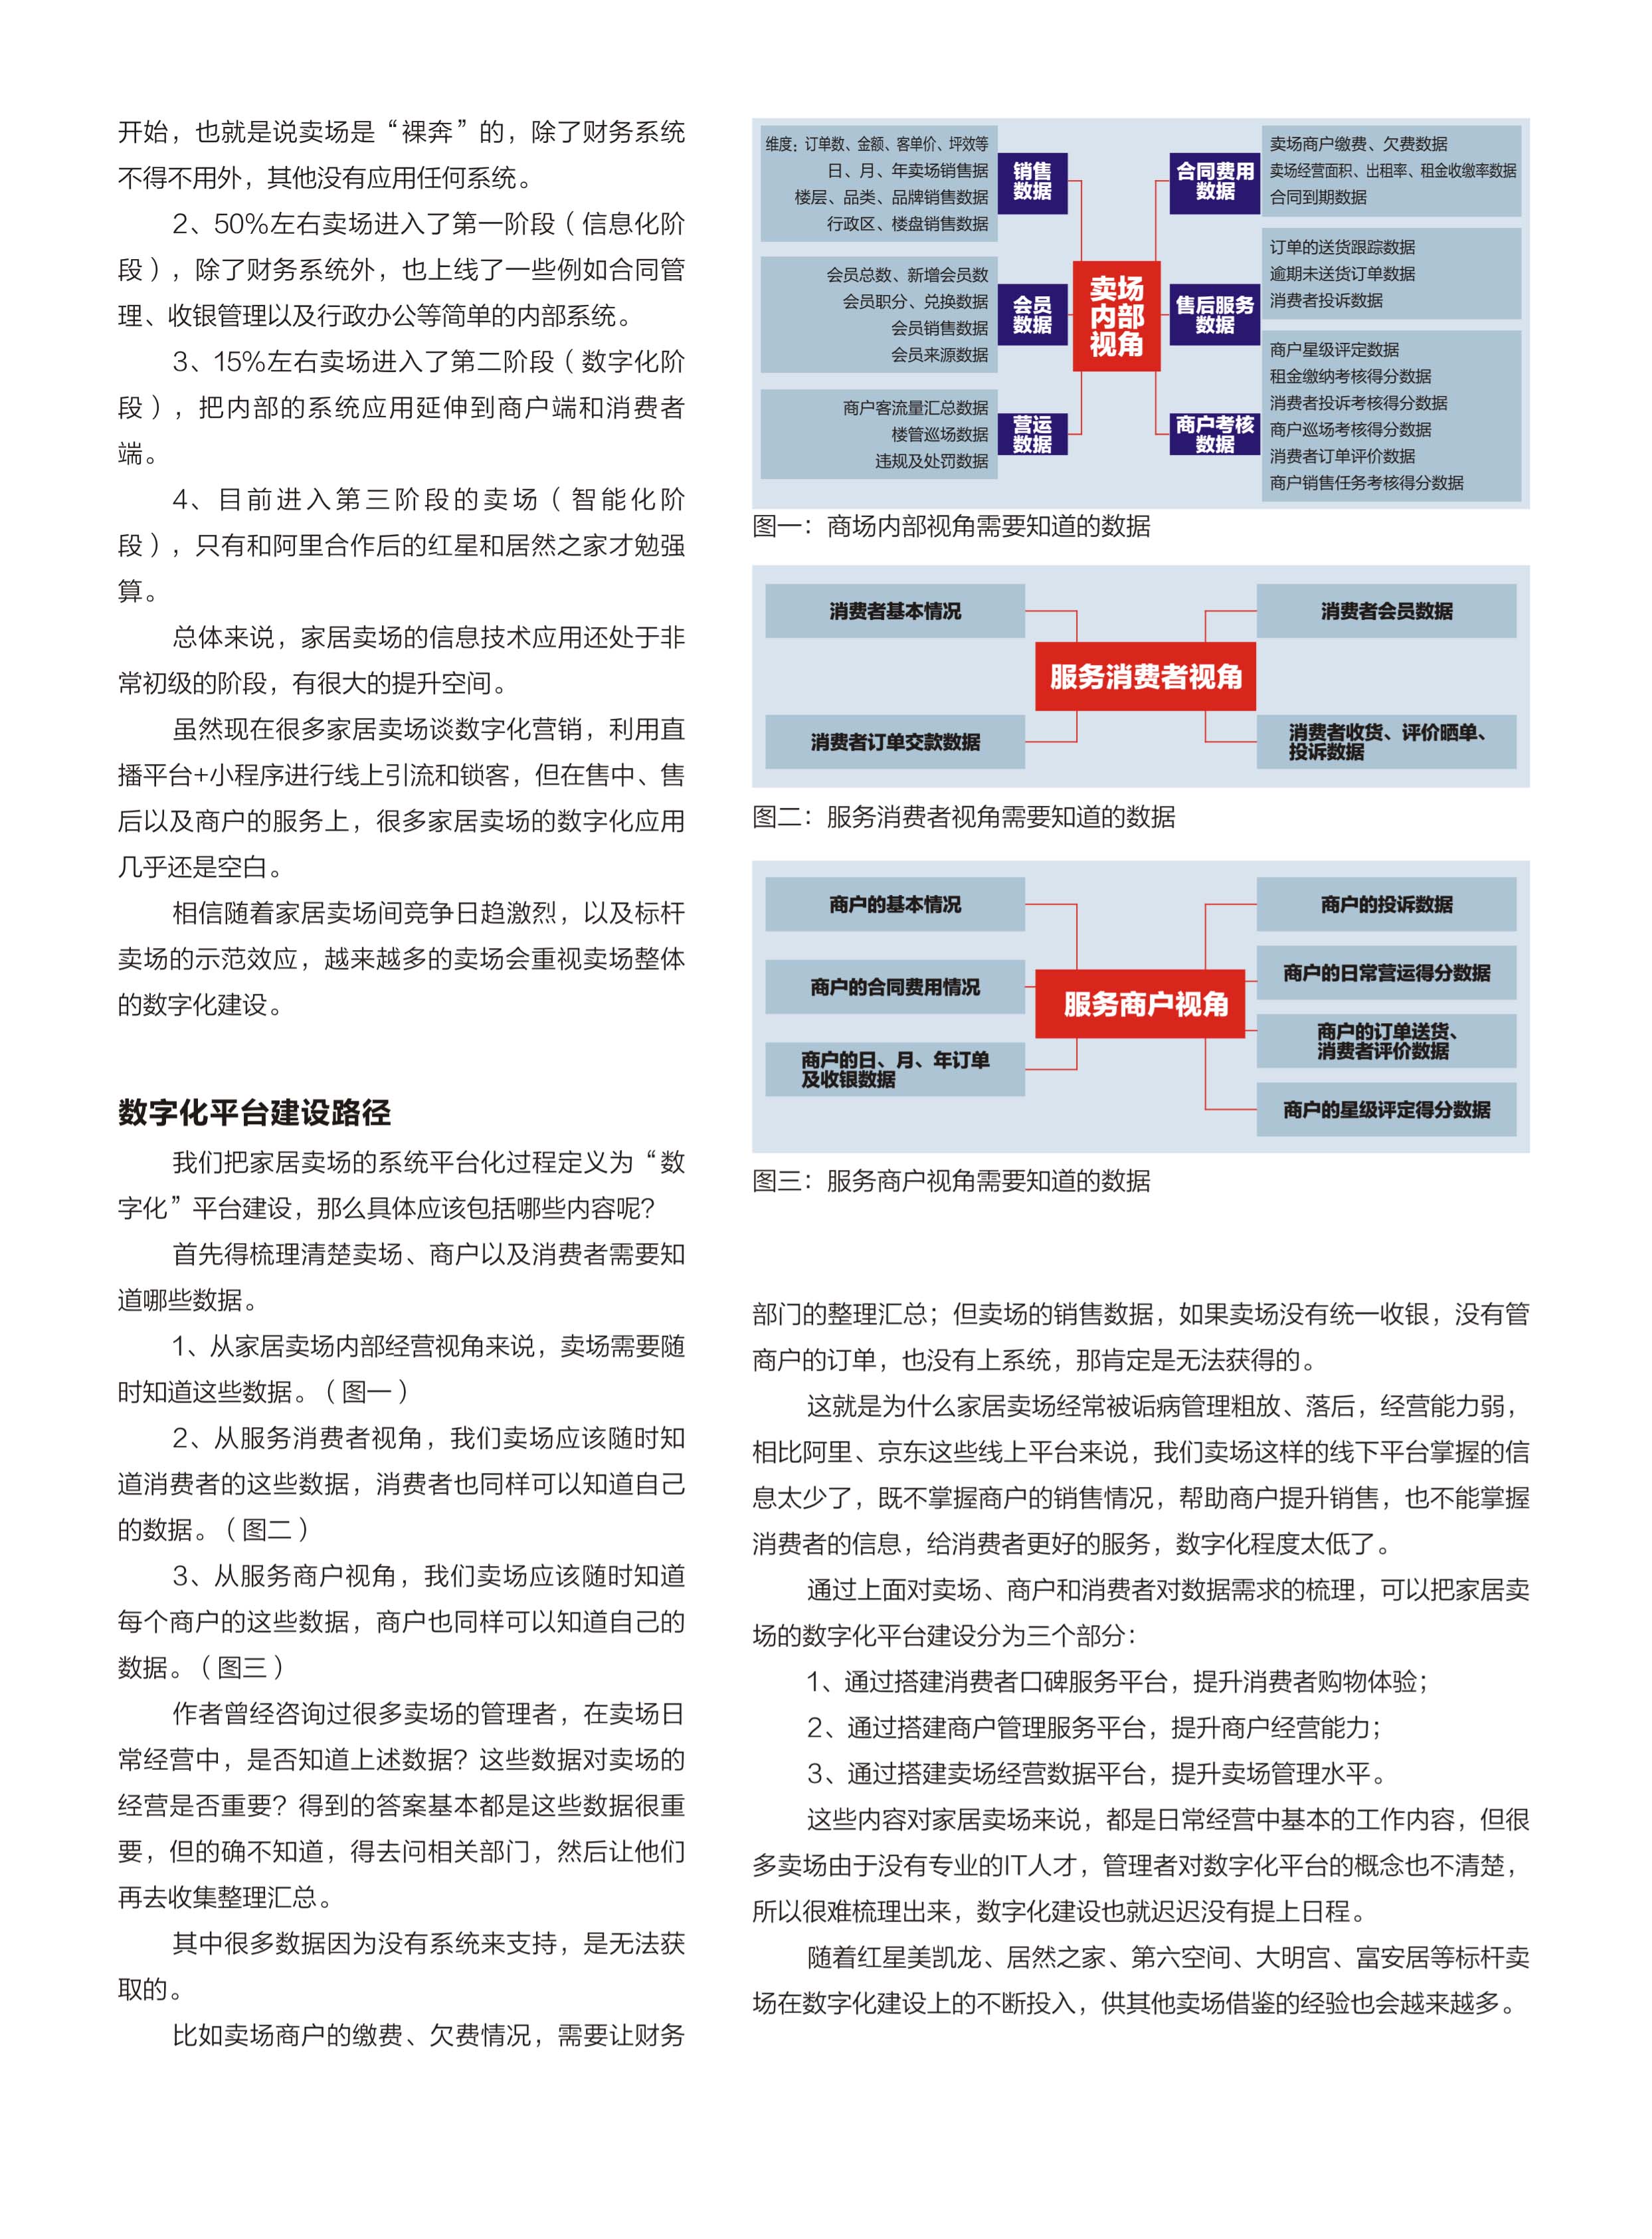 开始，也就是说卖场是“裸奔”的，除了财务系统
不得不用外，其他没有应用任何系统。
2、50%左右卖场进入了第一阶段（信息化阶
段），除了财务系统外，也上线了一些例如合同管
理、收银管理以及行政办公等简单的内部系统。
3、15%左右卖场进入了第二阶段（数字化阶
段），把内部的系统应用延伸到商户端和消费者
端。
4、目前进入第三阶段的卖场（智能化阶
段），只有和阿里合作后的红星和居然之家才勉强
算。
总体来说，家居卖场的信息技术应用还处于非
常初级的阶段，有很大的提升空间。
虽然现在很多家居卖场谈数字化营销，利用直
播平台+小程序进行线上引流和锁客，但在售中、售
后以及商户的服务上，很多家居卖场的数字化应用
几乎还是空白。
相信随着家居卖场间竞争日趋激烈，以及标杆
卖场的示范效应，越来越多的卖场会重视卖场整体
的数字化建设。
数字化平台建设路径
我们把家居卖场的系统平台化过程定义为“数
字化”平台建设，那么具体应该包括哪些内容呢？
首先得梳理清楚卖场、商户以及消费者需要知
道哪些数据。
1、从家居卖场内部经营视角来说，卖场需要随
时知道这些数据。（图一）
2、从服务消费者视角，我们卖场应该随时知
道消费者的这些数据，消费者也同样可以知道自己
的数据。（图二）
3、从服务商户视角，我们卖场应该随时知道
每个商户的这些数据，商户也同样可以知道自己的
数据。（图三）
作者曾经咨询过很多卖场的管理者，在卖场日
常经营中，是否知道上述数据？这些数据对卖场的
经营是否重要？得到的答案基本都是这些数据很重
要，但的确不知道，得去问相关部门，然后让他们
再去收集整理汇总。
其中很多数据因为没有系统来支持，是无法获
取的。
比如卖场商户的缴费、欠费情况，需要让财务
维度：订单数、金额、客单价、坪效等
日、月、年卖场销售据
楼层、品类、品牌销售数据
行政区、楼盘销售数据
销售
数据
会员总数、新增会员数
会员职分、兑换数据
会员销售数据
会员来源数据
会员
数据
商户客流量汇总数据
楼管巡场数据
违规及处罚数据
营运
数据
卖场
内部
视角
合同费用
数据
卖场商户缴费、欠费数据
卖场经营面积、出租率、租金收缴率数据
合同到期数据
售后服务
数据
订单的送货跟踪数据
逾期未送货订单数据
消费者投诉数据
商户考核
数据
商户星级评定数据
租金缴纳考核得分数据
消费者投诉考核得分数据
商户巡场考核得分数据
消费者订单评价数据
商户销售任务考核得分数据
图一：商场内部视角需要知道的数据
消费者基本情况
消费者会员数据
服务消费者视角
消费者订单交款数据
消费者收货、评价晒单、
投诉数据
图二：服务消费者视角需要知道的数据
商户的基本情况
商户的合同费用情况
商户的日、月、年订单
及收银数据
服务商户视角
商户的投诉数据
商户的日常营运得分数据
商户的订单送货、
消费者评价数据
商户的星级评定得分数据
图三：服务商户视角需要知道的数据
部门的整理汇总；但卖场的销售数据，如果卖场没有统一收银，没有管
商户的订单，也没有上系统，那肯定是无法获得的。
这就是为什么家居卖场经常被诟病管理粗放、落后，经营能力弱，
相比阿里、京东这些线上平台来说，我们卖场这样的线下平台掌握的信
息太少了，既不掌握商户的销售情况，帮助商户提升销售，也不能掌握
消费者的信息，给消费者更好的服务，数字化程度太低了。
通过上面对卖场、商户和消费者对数据需求的梳理，可以把家居卖
场的数字化平台建设分为三个部分：
1、通过搭建消费者口碑服务平台，提升消费者购物体验；
2、通过搭建商户管理服务平台，提升商户经营能力；
3、通过搭建卖场经营数据平台，提升卖场管理水平。
这些内容对家居卖场来说，都是日常经营中基本的工作内容，但很
多卖场由于没有专业的IT人才，管理者对数字化平台的概念也不清楚，
所以很难梳理出来，数字化建设也就迟迟没有提上日程。
随着红星美凯龙、居然之家、第六空间、大明宫、富安居等标杆卖
场在数字化建设上的不断投入，供其他卖场借鉴的经验也会越来越多。